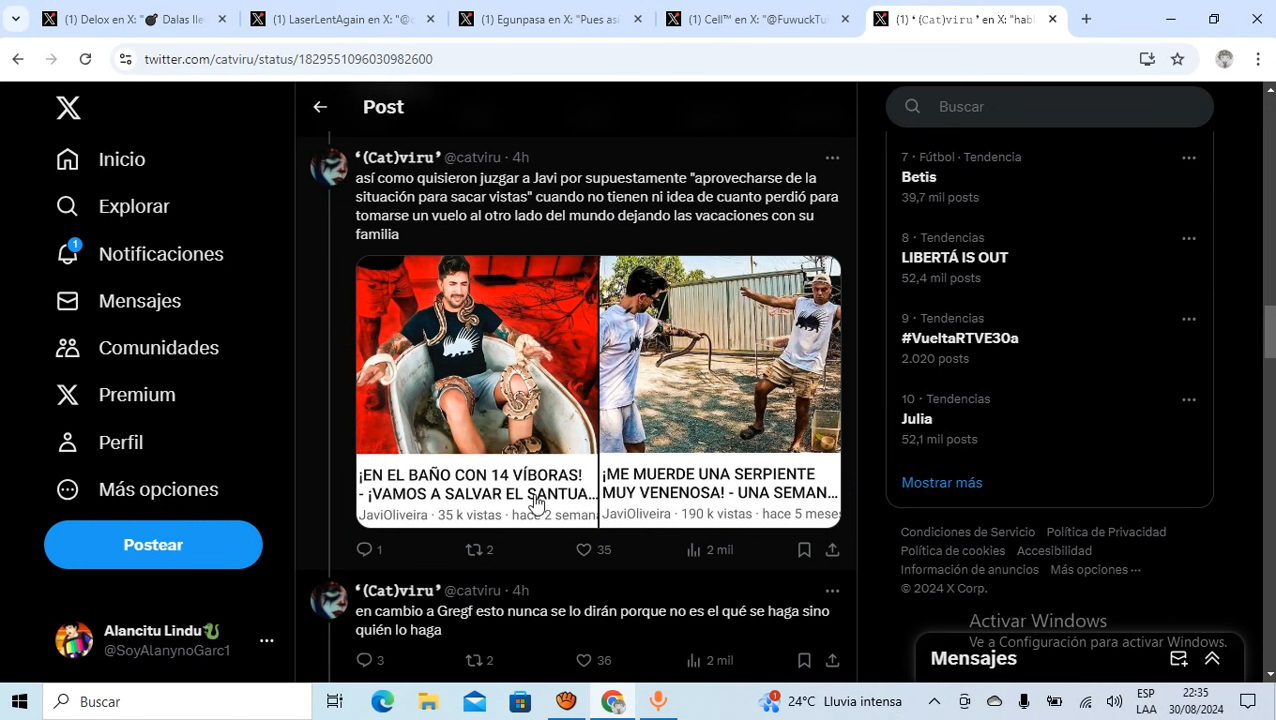 (1) Delox en X: "💣 Daĺas lle
(1) LaserLentAgain en X: "@c
(1) Egunpasa en X: "Pues así
(1) Cell™ en X: "@FuwuckTu
(1) ❛(𝙲𝚊𝚝)𝚟𝚒𝚛𝚞❜ en X: "hab
twitter.com/catviru/status/1829551096030982600
Inicio
Explorar
1
Notificaciones
Mensajes
Comunidades
Premium
Perfil
Más opciones
Postear
Alancitu Lindu🐉
@SoyAlanynoGarc1
Post
❛(𝙲𝚊𝚝)𝚟𝚒𝚛𝚞❜ @catviru · 4h
así como quisieron juzgar a Javi por supuestamente "aprovecharse de la
situación para sacar vistas" cuando no tienen ni idea de cuanto perdió para
tomarse un vuelo al otro lado del mundo dejando las vacaciones con su
familia
¡EN EL BAÑO CON 14 VÍBORAS!
- ¡VAMOS A SALVAR EL SANTUA...
JaviOliveira · 35 k vistas · hace 2 seman
¡ME MUERDE UNA SERPIENTE
MUY VENENOSA! - UNA SEMAN...
JaviOliveira · 190 k vistas · hace 5 meses
1 2 35 2 mil
❛(𝙲𝚊𝚝)𝚟𝚒𝚛𝚞❜ @catviru · 4h
en cambio a Gregf esto nunca se lo dirán porque no es el qué se haga sino
quién lo haga
3 2 36 2 mil
Buscar
7 · Fútbol · Tendencia
Betis
39,7 mil posts
8 · Tendencias
LIBERTÁ IS OUT
52,4 mil posts
9 · Tendencias
#VueltaRTVE30a
2.020 posts
10 · Tendencias
Julia
52,1 mil posts
Mostrar más
Condiciones de Servicio Política de Privacidad
Política de cookies Accesibilidad
Información de anuncios Más opciones ···
© 2024 X Corp.
Activar Windows
Ve a Configuración para activar Windows.
Mensajes
Buscar
1
24°C Lluvia intensa
ESP
LAA
22:35
30/08/2024